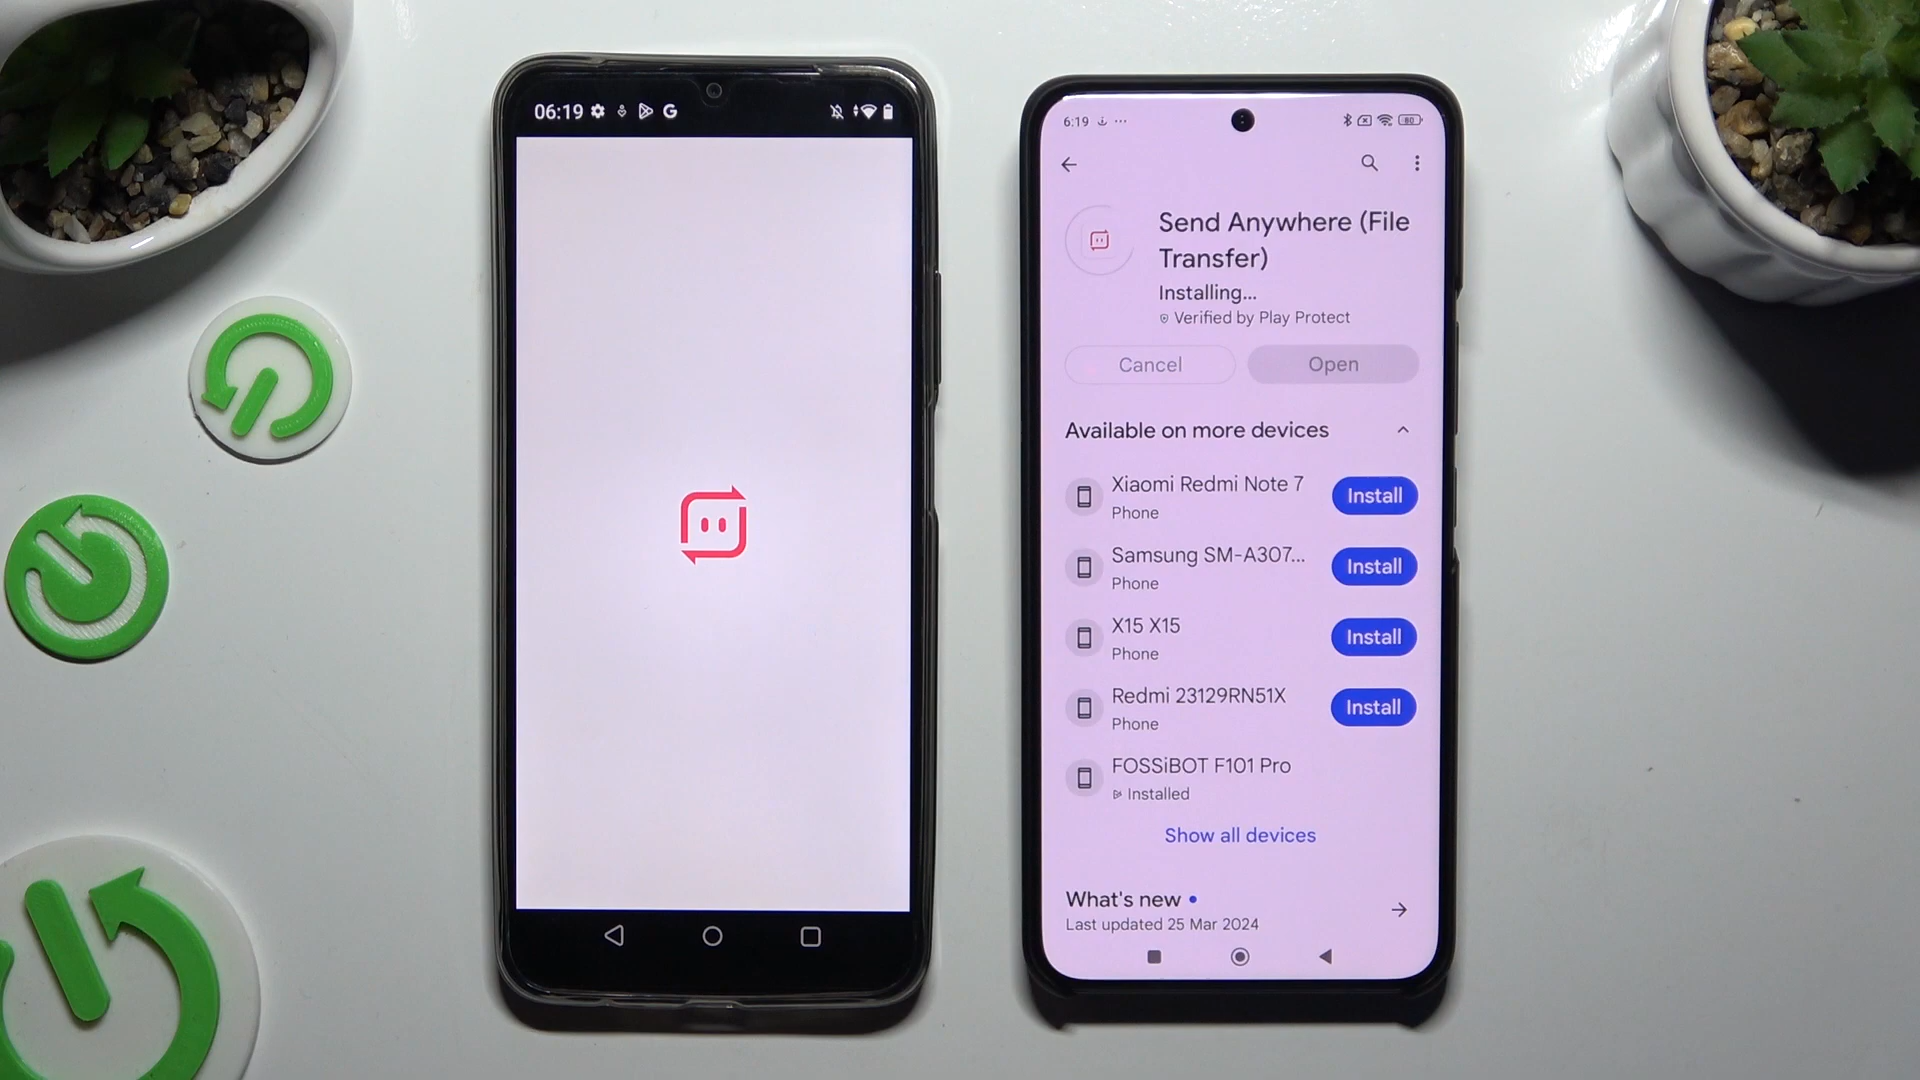 06:19
6:19
80
Send Anywhere (File
Transfer)
Installing...
Verified by Play Protect
Cancel
Open
Available on more devices
Xiaomi Redmi Note 7
Phone
Install
Samsung SM-A307...
Phone
Install
X15 X15
Phone
Install
Redmi 23129RN51X
Phone
Install
FOSSiBOT F101 Pro
Installed
Show all devices
What's new
Last updated 25 Mar 2024